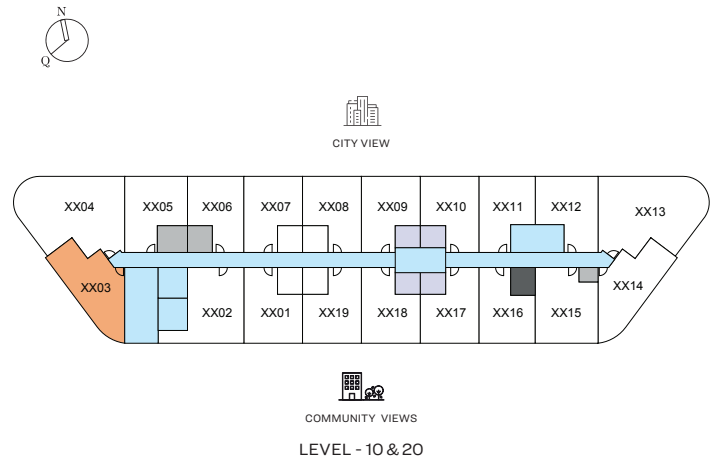 N
Q
CITY VIEW
XX04 XX05 XX06 XX07 XX08 XX09 XX10 XX11 XX12 XX13
XX03 XX02 XX01 XX19 XX18 XX17 XX16 XX15 XX14
COMMUNITY VIEWS
LEVEL - 10 & 20